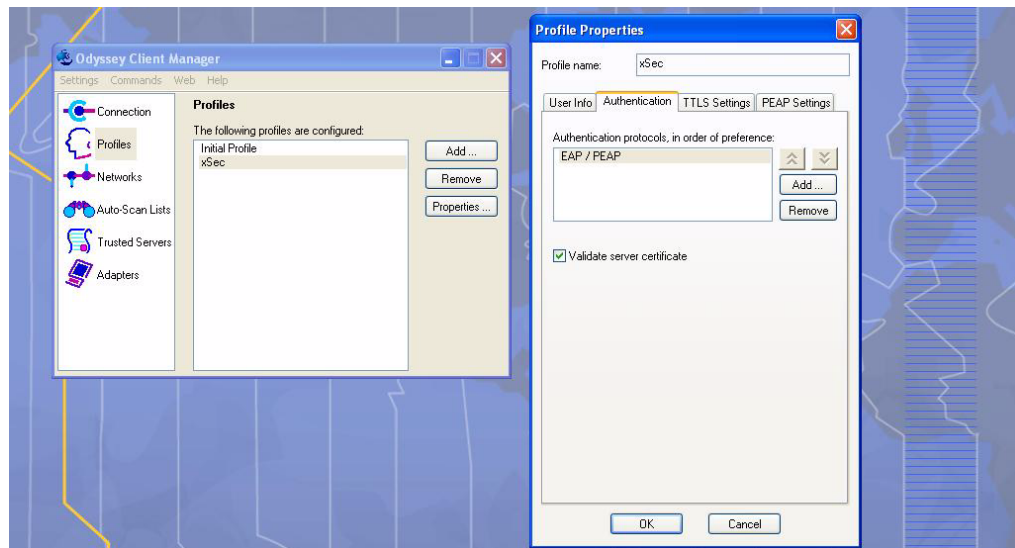 Odyssey Client Manager
Settings Commands Web Help
Connection
Profiles
Networks
Auto-Scan Lists
Trusted Servers
Adapters
Profiles
The following profiles are configured:
Initial Profile
xSec
Add ...
Remove
Properties ...
Profile Properties
Profile name: xSec
User Info Authentication TTLS Settings PEAP Settings
Authentication protocols, in order of preference:
EAP / PEAP
Add ...
Remove
Validate server certificate
OK Cancel